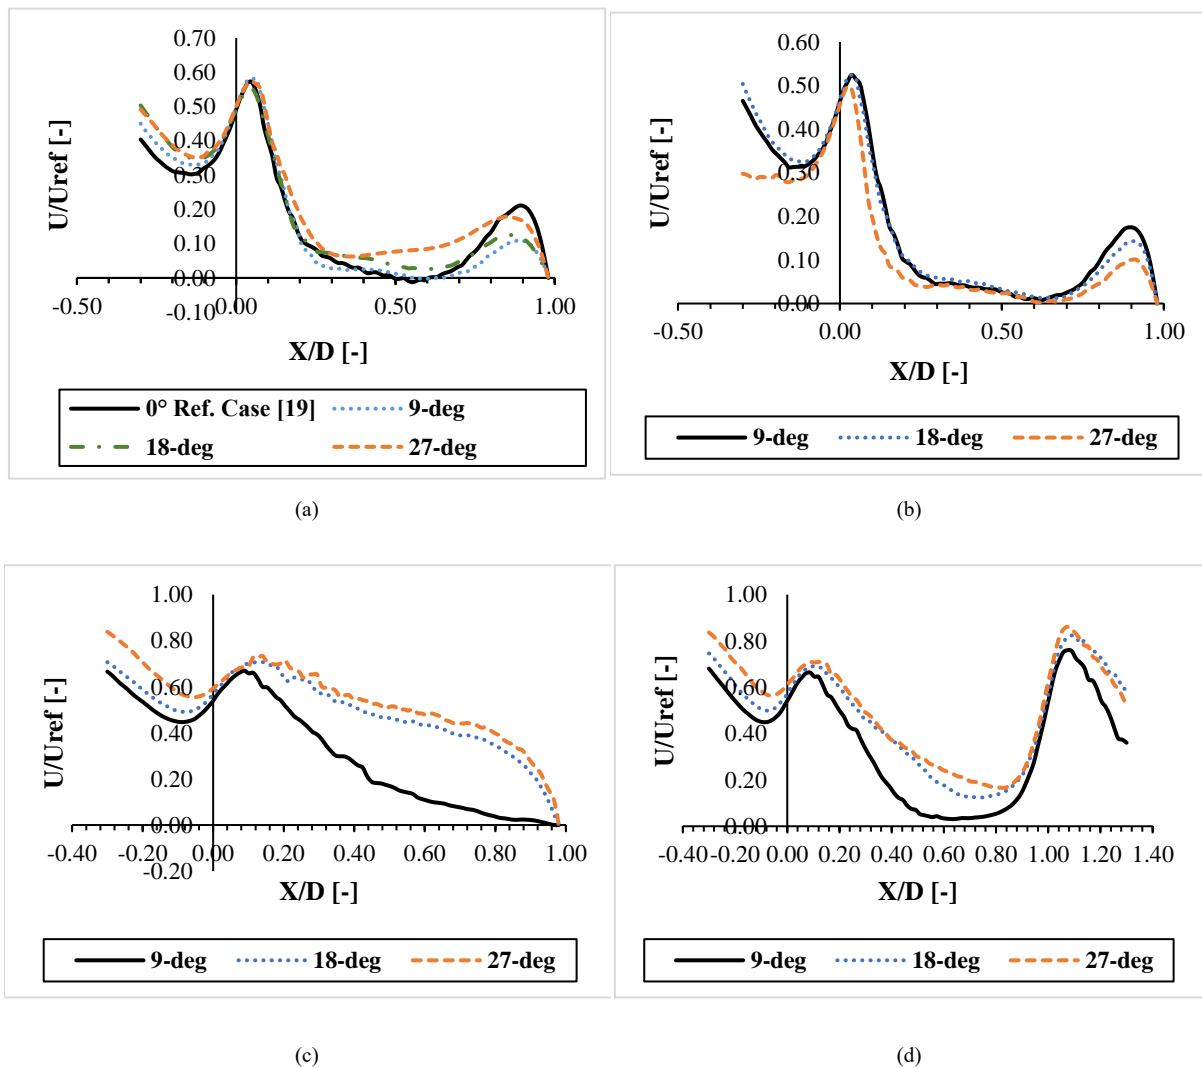 0.70
0.60
0.50
0.40
0.30
0.20
0.10
0.00
-0.10
U/Uref [-]
-0.50
0.00
0.50
1.00
X/D [-]
0° Ref. Case [19]
9-deg
18-deg
27-deg
(a)
0.60
0.50
0.40
0.30
0.20
0.10
0.00
U/Uref [-]
-0.50
0.00
0.50
1.00
X/D [-]
9-deg
18-deg
27-deg
(b)
1.00
0.80
0.60
0.40
0.20
0.00
-0.20
U/Uref [-]
-0.40
-0.20
0.00
0.20
0.40
0.60
0.80
1.00
X/D [-]
9-deg
18-deg
27-deg
(c)
1.00
0.80
0.60
0.40
0.20
0.00
U/Uref [-]
-0.40
-0.20
0.00
0.20
0.40
0.60
0.80
1.00
1.20
1.40
X/D [-]
9-deg
18-deg
27-deg
(d)